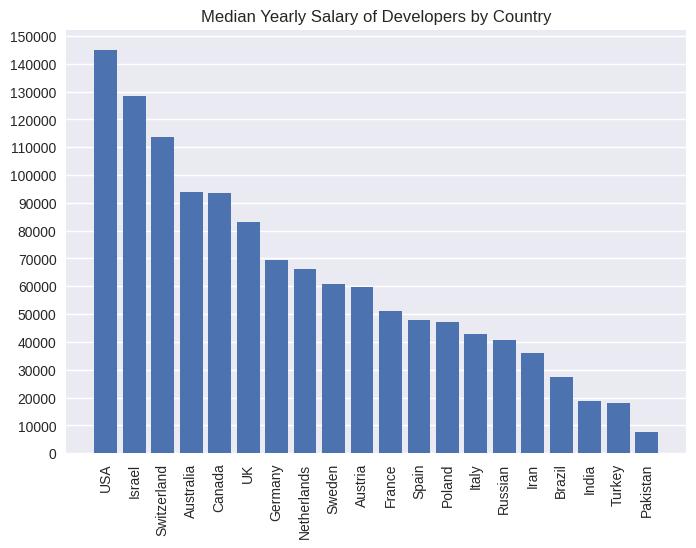 Median Yearly Salary of Developers by Country
150000
140000
130000
120000
110000
100000
90000
80000
70000
60000
50000
40000
30000
20000
10000
0
USA
Israel
Switzerland
Australia
Canada
UK
Germany
Netherlands
Sweden
Austria
France
Spain
Poland
Italy
Russian
Iran
Brazil
India
Turkey
Pakistan